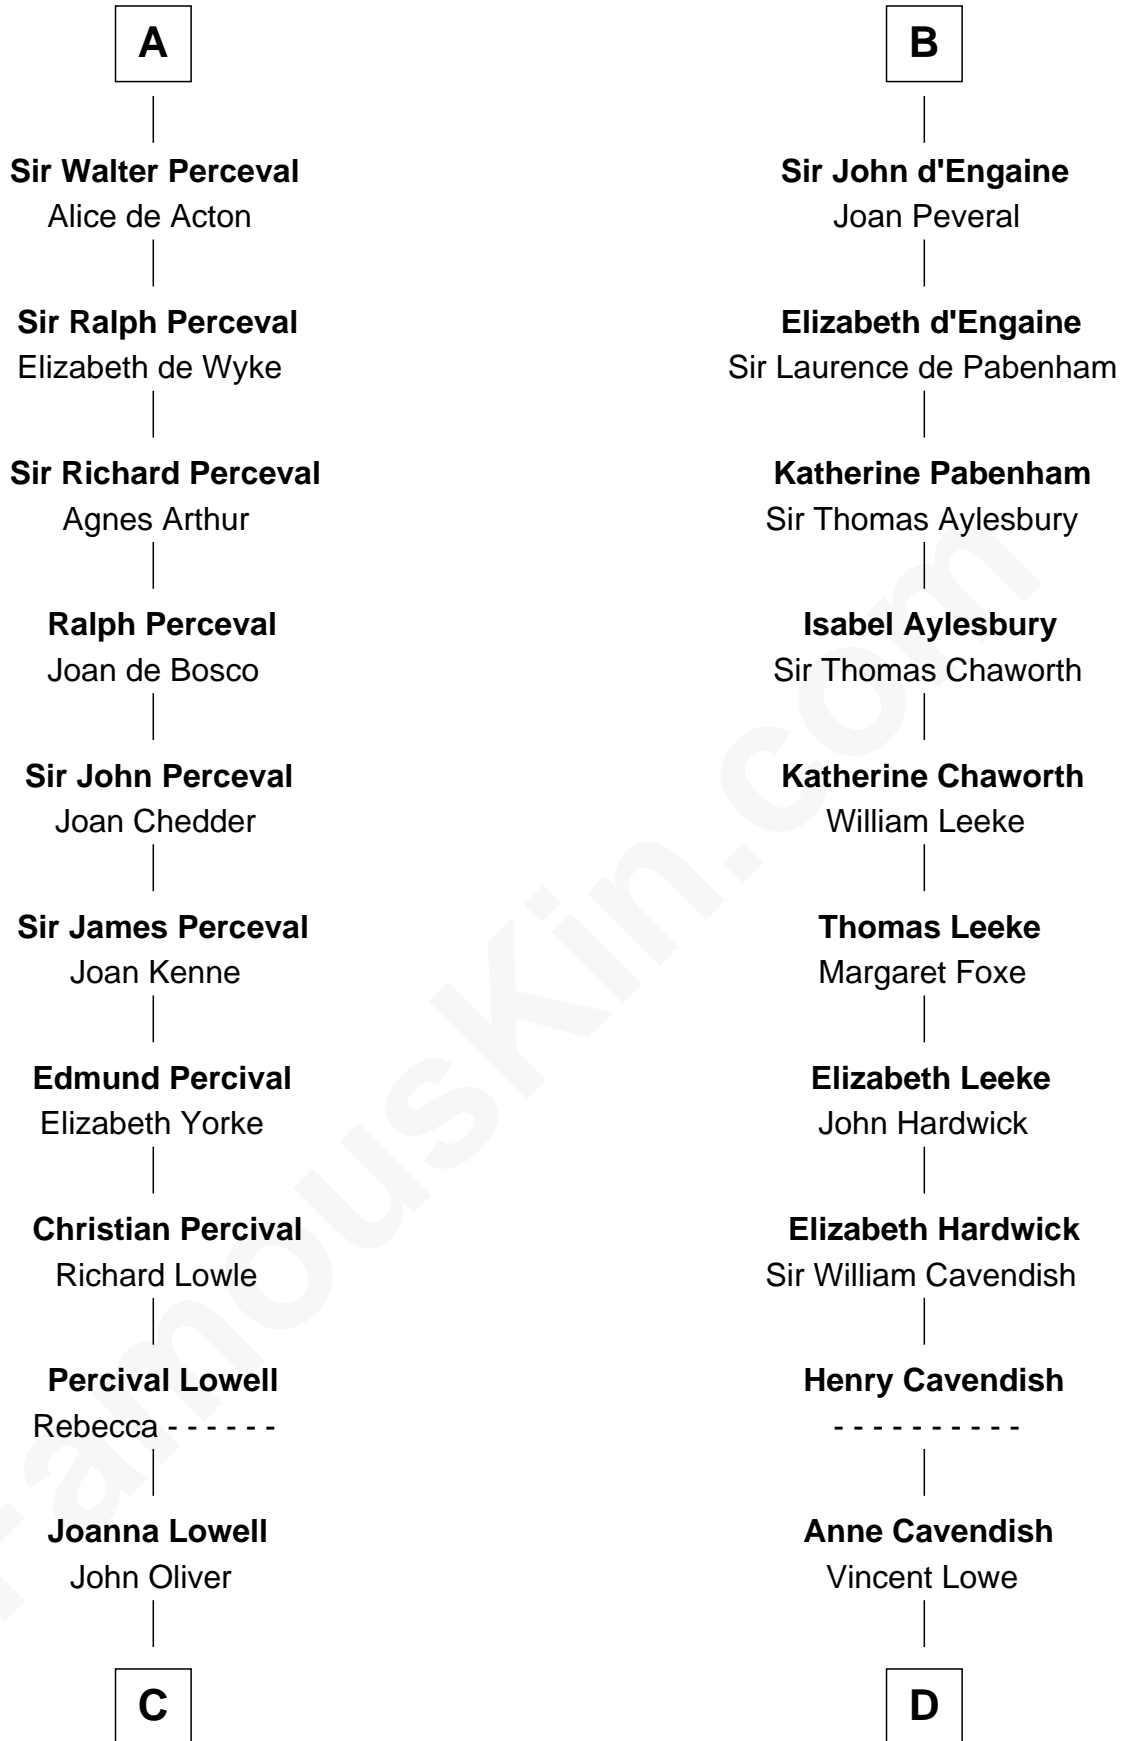 A
Sir Walter Perceval
Alice de Acton
Sir Ralph Perceval
Elizabeth de Wyke
Sir Richard Perceval
Agnes Arthur
Ralph Perceval
Joan de Bosco
Sir John Perceval
Joan Chedder
Sir James Perceval
Joan Kenne
Edmund Percival
Elizabeth Yorke
Christian Percival
Richard Lowle
Percival Lowell
Rebecca - - - - - -
Joanna Lowell
John Oliver
C
B
Sir John d'Engaine
Joan Peveral
Elizabeth d'Engaine
Sir Laurence de Pabenham
Katherine Pabenham
Sir Thomas Aylesbury
Isabel Aylesbury
Sir Thomas Chaworth
Katherine Chaworth
William Leeke
Thomas Leeke
Margaret Foxe
Elizabeth Leeke
John Hardwick
Elizabeth Hardwick
Sir William Cavendish
Henry Cavendish
- - - - - - - - - -
Anne Cavendish
Vincent Lowe
D
FamousKin.com